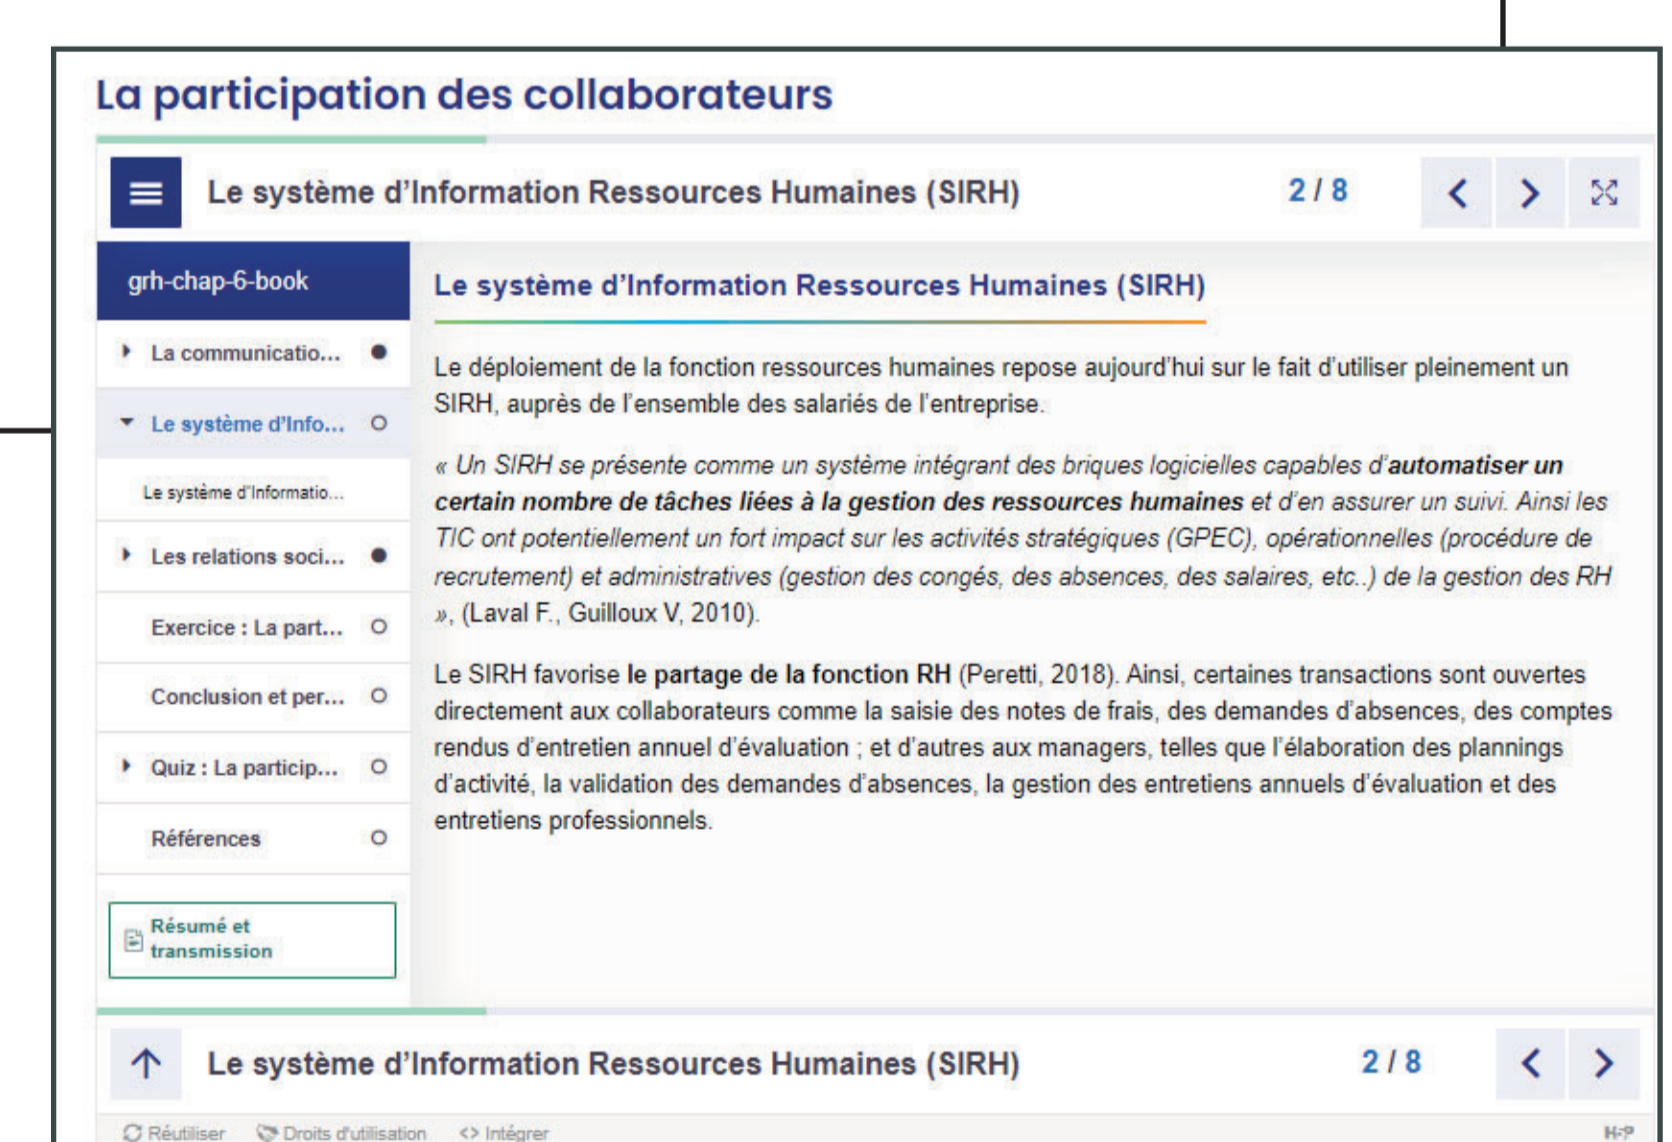 La participation des collaborateurs
Le système d’Information Ressources Humaines (SIRH)
2 / 8
grh-chap-6-book
La communicatio...
Le système d'Info...
Le système d'Informatio...
Les relations soci...
Exercice : La part...
Conclusion et per...
Quiz : La particip...
Références
Résumé et
transmission
Le système d’Information Ressources Humaines (SIRH)
Le déploiement de la fonction ressources humaines repose aujourd’hui sur le fait d’utiliser pleinement un
SIRH, auprès de l’ensemble des salariés de l’entreprise.
« Un SIRH se présente comme un système intégrant des briques logicielles capables d’automatiser un
certain nombre de tâches liées à la gestion des ressources humaines et d’en assurer un suivi. Ainsi les
TIC ont potentiellement un fort impact sur les activités stratégiques (GPEC), opérationnelles (procédure de
recrutement) et administratives (gestion des congés, des absences, des salaires, etc..) de la gestion des RH
», (Laval F., Guilloux V, 2010).
Le SIRH favorise le partage de la fonction RH (Peretti, 2018). Ainsi, certaines transactions sont ouvertes
directement aux collaborateurs comme la saisie des notes de frais, des demandes d’absences, des comptes
rendus d’entretien annuel d’évaluation ; et d’autres aux managers, telles que l’élaboration des plannings
d’activité, la validation des demandes d’absences, la gestion des entretiens annuels d’évaluation et des
entretiens professionnels.
Le système d’Information Ressources Humaines (SIRH)
2 / 8
Réutiliser
Droits d'utilisation
<> Intégrer
H5P